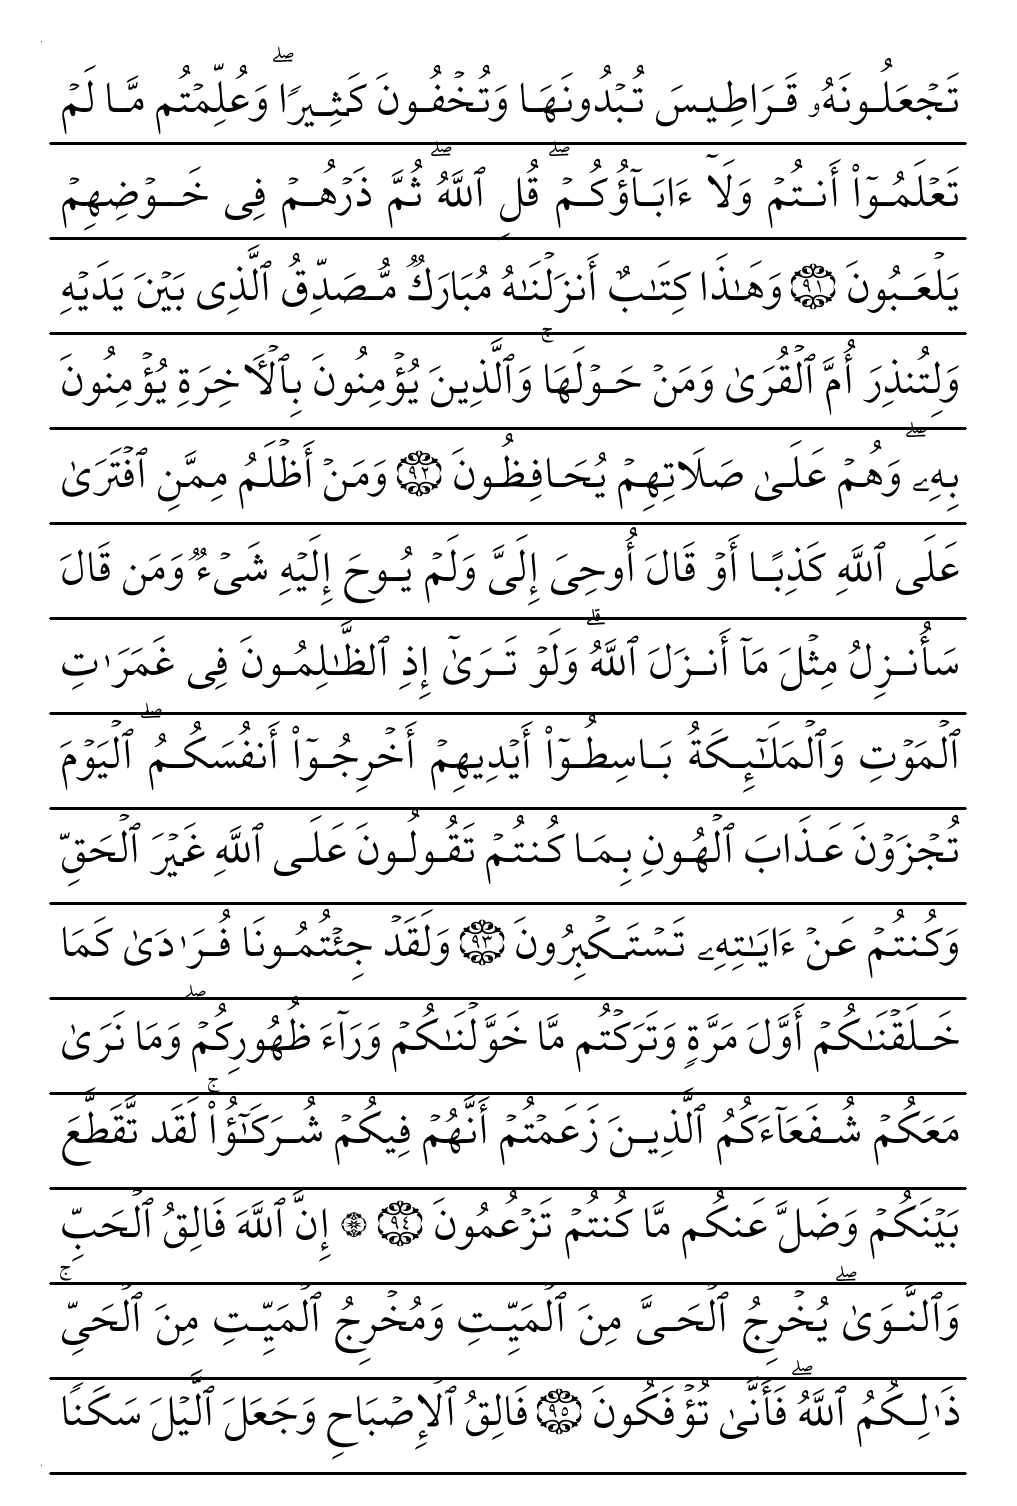 تَجۡعَلُونَهُۥ قَرَاطِيسَ تُبۡدُونَهَا وَتُخۡفُونَ كَثِيرًاۖ وَعُلِّمۡتُم مَّا لَمۡ
تَعۡلَمُوٓاْ أَنتُمۡ وَلَآ ءَابَآؤُكُمۡۖ قُلِ ٱللَّهُۖ ثُمَّ ذَرۡهُمۡ فِى خَوۡضِهِمۡ
يَلۡعَبُونَ ۝٩١ وَهَٰذَا كِتَٰبٌ أَنزَلۡنَٰهُ مُبَارَكٌ مُّصَدِّقُ ٱلَّذِى بَيۡنَ يَدَيۡهِ
وَلِتُنذِرَ أُمَّ ٱلۡقُرَىٰ وَمَنۡ حَوۡلَهَاۚ وَٱلَّذِينَ يُؤۡمِنُونَ بِٱلۡأٓخِرَةِ يُؤۡمِنُونَ
بِهِۦۖ وَهُمۡ عَلَىٰ صَلَاتِهِمۡ يُحَافِظُونَ ۝٩٢ وَمَنۡ أَظۡلَمُ مِمَّنِ ٱفۡتَرَىٰ
عَلَى ٱللَّهِ كَذِبًا أَوۡ قَالَ أُوحِىَ إِلَىَّ وَلَمۡ يُوحَ إِلَيۡهِ شَىۡءٌ وَمَن قَالَ
سَأُنزِلُ مِثۡلَ مَآ أَنزَلَ ٱللَّهُۗ وَلَوۡ تَرَىٰٓ إِذِ ٱلظَّٰلِمُونَ فِى غَمَرَٰتِ
ٱلۡمَوۡتِ وَٱلۡمَلَٰٓئِكَةُ بَاسِطُوٓاْ أَيۡدِيهِمۡ أَخۡرِجُوٓاْ أَنفُسَكُمُۖ ٱلۡيَوۡمَ
تُجۡزَوۡنَ عَذَابَ ٱلۡهُونِ بِمَا كُنتُمۡ تَقُولُونَ عَلَى ٱللَّهِ غَيۡرَ ٱلۡحَقِّ
وَكُنتُمۡ عَنۡ ءَايَٰتِهِۦ تَسۡتَكۡبِرُونَ ۝٩٣ وَلَقَدۡ جِئۡتُمُونَا فُرَٰدَىٰ كَمَا
خَلَقۡنَٰكُمۡ أَوَّلَ مَرَّةٍ وَتَرَكۡتُم مَّا خَوَّلۡنَٰكُمۡ وَرَآءَ ظُهُورِكُمۡۖ وَمَا نَرَىٰ
مَعَكُمۡ شُفَعَآءَكُمُ ٱلَّذِينَ زَعَمۡتُمۡ أَنَّهُمۡ فِيكُمۡ شُرَكَٰٓؤُاْۚ لَقَد تَّقَطَّعَ
بَيۡنَكُمۡ وَضَلَّ عَنكُم مَّا كُنتُمۡ تَزۡعُمُونَ ۝٩٤ ۞ إِنَّ ٱللَّهَ فَالِقُ ٱلۡحَبِّ
وَٱلنَّوَىٰۖ يُخۡرِجُ ٱلۡحَىَّ مِنَ ٱلۡمَيِّتِ وَمُخۡرِجُ ٱلۡمَيِّتِ مِنَ ٱلۡحَىِّۚ
ذَٰلِكُمُ ٱللَّهُۖ فَأَنَّىٰ تُؤۡفَكُونَ ۝٩٥ فَالِقُ ٱلۡإِصۡبَاحِ وَجَعَلَ ٱلَّيۡلَ سَكَنًا